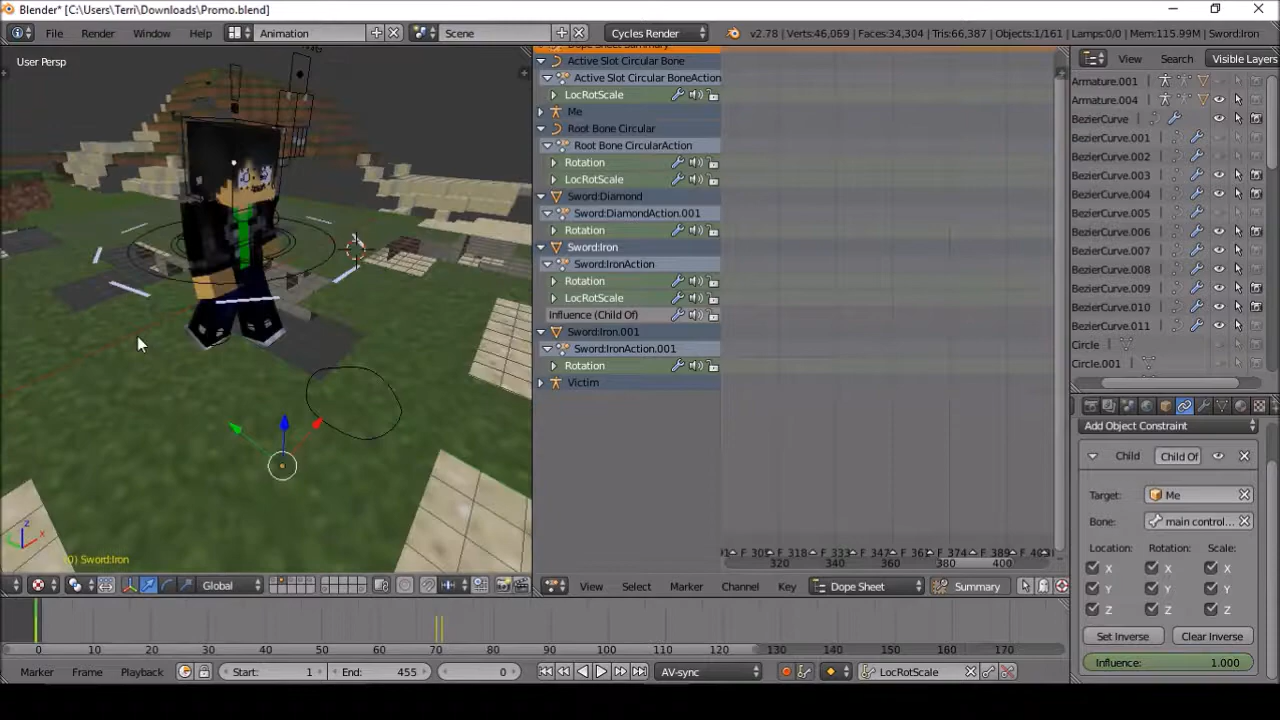 Blender* [C:\Users\Terri\Downloads\Promo.blend]
File Render Window Help Animation Scene Cycles Render v2.78 | Verts:46,069 | Faces:34,304 | Tris:66,387 | Objects:1/161 | Lamps:0/0 | Mem:115.99M | Sword:Iron
User Persp
View Search Visible Layers
Active Slot Circular Bone
Active Slot Circular BoneAction
LocRotScale
Me
Root Bone Circular
Root Bone CircularAction
Rotation
LocRotScale
Sword:Diamond
Sword:DiamondAction.001
Rotation
Sword:Iron
Sword:IronAction
Rotation
LocRotScale
Influence (Child Of)
Sword:Iron.001
Sword:IronAction.001
Rotation
Victim
Armature.001
Armature.004
BezierCurve
BezierCurve.001
BezierCurve.002
BezierCurve.003
BezierCurve.004
BezierCurve.005
BezierCurve.006
BezierCurve.007
BezierCurve.008
BezierCurve.009
BezierCurve.010
BezierCurve.011
Circle
Circle.001
Add Object Constraint
Child Child Of
Target: Me
Bone: main control...
Location: Rotation: Scale:
X X X
Y Y Y
Z Z Z
Set Inverse Clear Inverse
Influence: 1.000
z
x
(0) Sword:Iron
F 305 F 318 F 333 F 347 F 361 F 374 F 389
320 340 360 380 400
Global
View Select Marker Channel Key Dope Sheet Summary
0 10 20 30 40 50 60 70 80 90 100 110 120 130 140 150 160 170
Marker Frame Playback Start: 1 End: 455 0 AV-sync LocRotScale